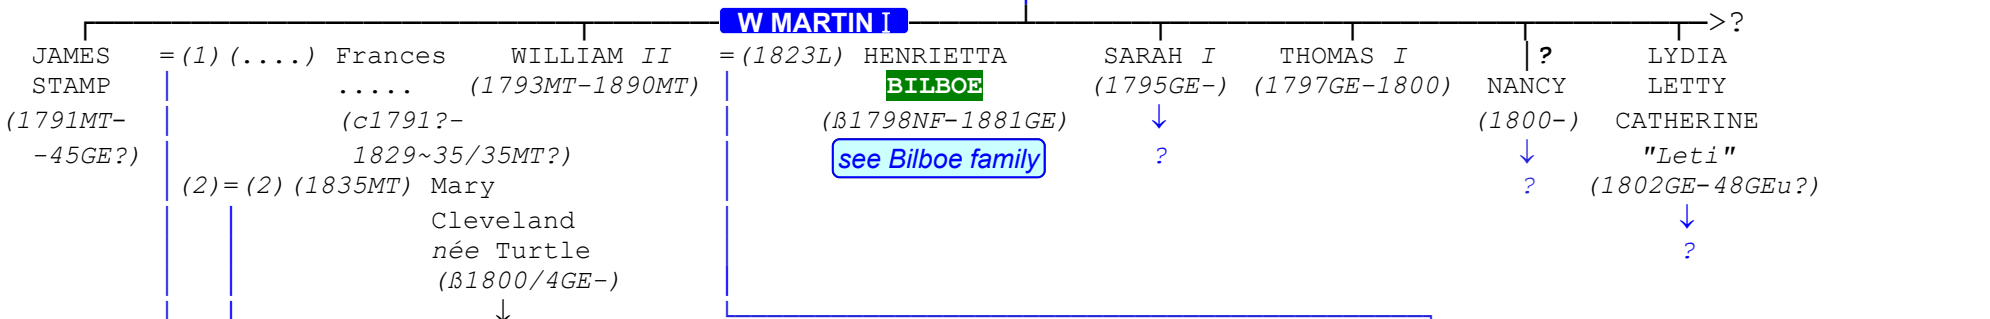 W MARTIN I
>?
JAMES =(1)(....) Frances WILLIAM II =(1823L) HENRIETTA SARAH I THOMAS I ? LYDIA
STAMP ..... (1793MT-1890MT) BILBOE (1795GE-) (1797GE-1800) NANCY LETTY
(1791MT- (c1791?- (ß1798NF-1881GE) ↓ (1800-) CATHERINE
-45GE?) 1829~35/35MT?) see Bilboe family ? ↓ "Leti"
(2)=(2)(1835MT) Mary ? (1802GE-48GEu?)
Cleveland ↓
née Turtle ?
(ß1800/4GE-)
↓